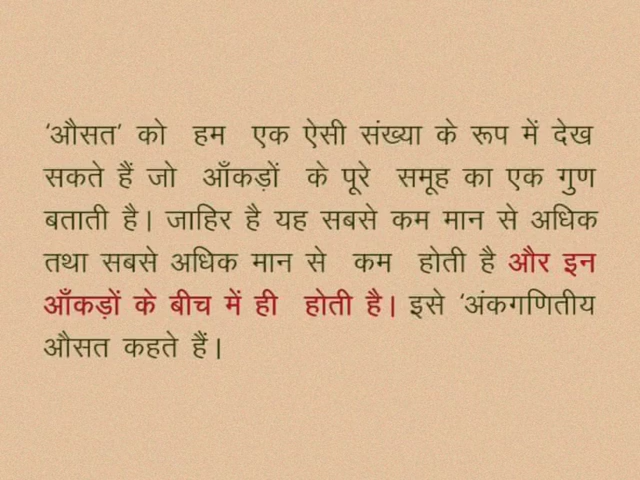 'औसत' को हम एक ऐसी संख्या के रूप में देख
सकते हैं जो आँकड़ों के पूरे समूह का एक गुण
बताती है। जाहिर है यह सबसे कम मान से अधिक
तथा सबसे अधिक मान से कम होती है और इन
आँकड़ों के बीच में ही होती है। इसे 'अंकगणितीय
औसत कहते हैं।